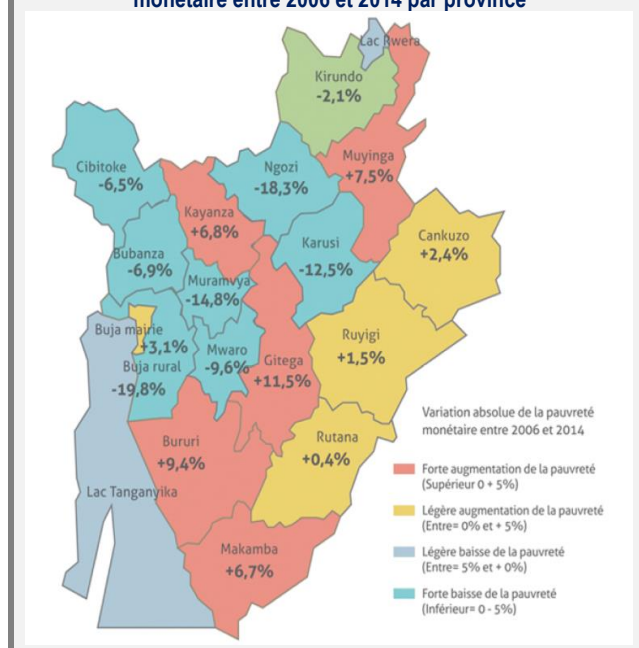 monétaire entre 2006 et 2014 par province
Lac Rwera
Kirundo
-2,1%
Muyinga
+7,5%
Cibitoke
-6,5%
Ngozi
-18,3%
Kayanza
+6,8%
Karusi
-12,5%
Cankuzo
+2,4%
Bubanza
-6,9%
Muramvya
-14,8%
Buja mairie
+3,1%
Mwaro
-9,6%
Gitega
+11,5%
Ruyigi
+1,5%
Buja rural
-19,8%
Bururi
+9,4%
Rutana
+0,4%
Lac Tanganyika
Makamba
+6,7%
Variation absolue de la pauvreté
monétaire entre 2006 et 2014
Forte augmentation de la pauvreté
(Supérieur 0 + 5%)
Légère augmentation de la pauvreté
(Entre= 0% et + 5%)
Légère baisse de la pauvreté
(Entre= 5% et + 0%)
Forte baisse de la pauvreté
(Inférieur= 0 - 5%)